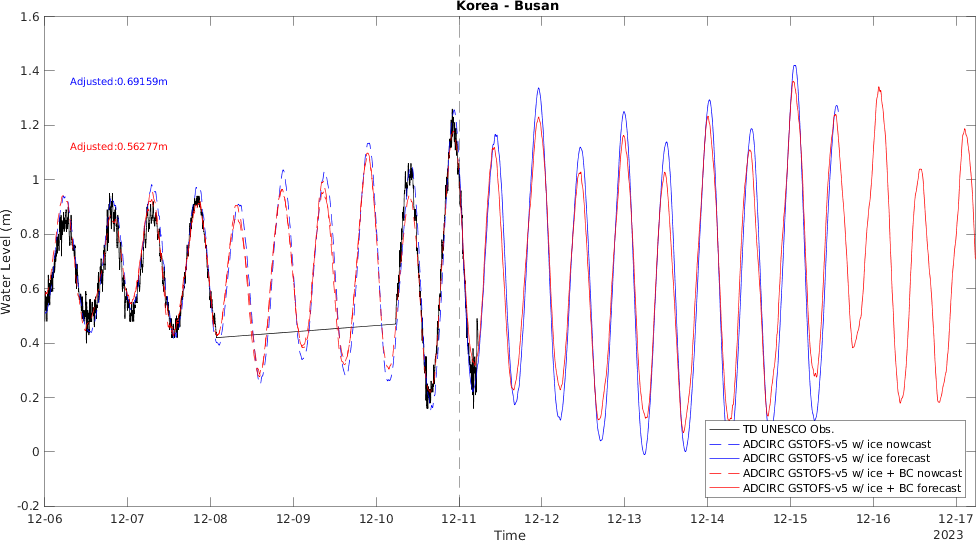 Korea - Busan
1.6
1.4
1.2
1
0.8
0.6
0.4
0.2
0
-0.2
Water Level (m)
Adjusted:0.69159m
Adjusted:0.56277m
TD UNESCO Obs.
ADCIRC GSTOFS-v5 w/ ice nowcast
ADCIRC GSTOFS-v5 w/ ice forecast
ADCIRC GSTOFS-v5 w/ ice + BC nowcast
ADCIRC GSTOFS-v5 w/ ice + BC forecast
12-06 12-07 12-08 12-09 12-10 12-11 12-12 12-13 12-14 12-15 12-16 12-17
Time
2023